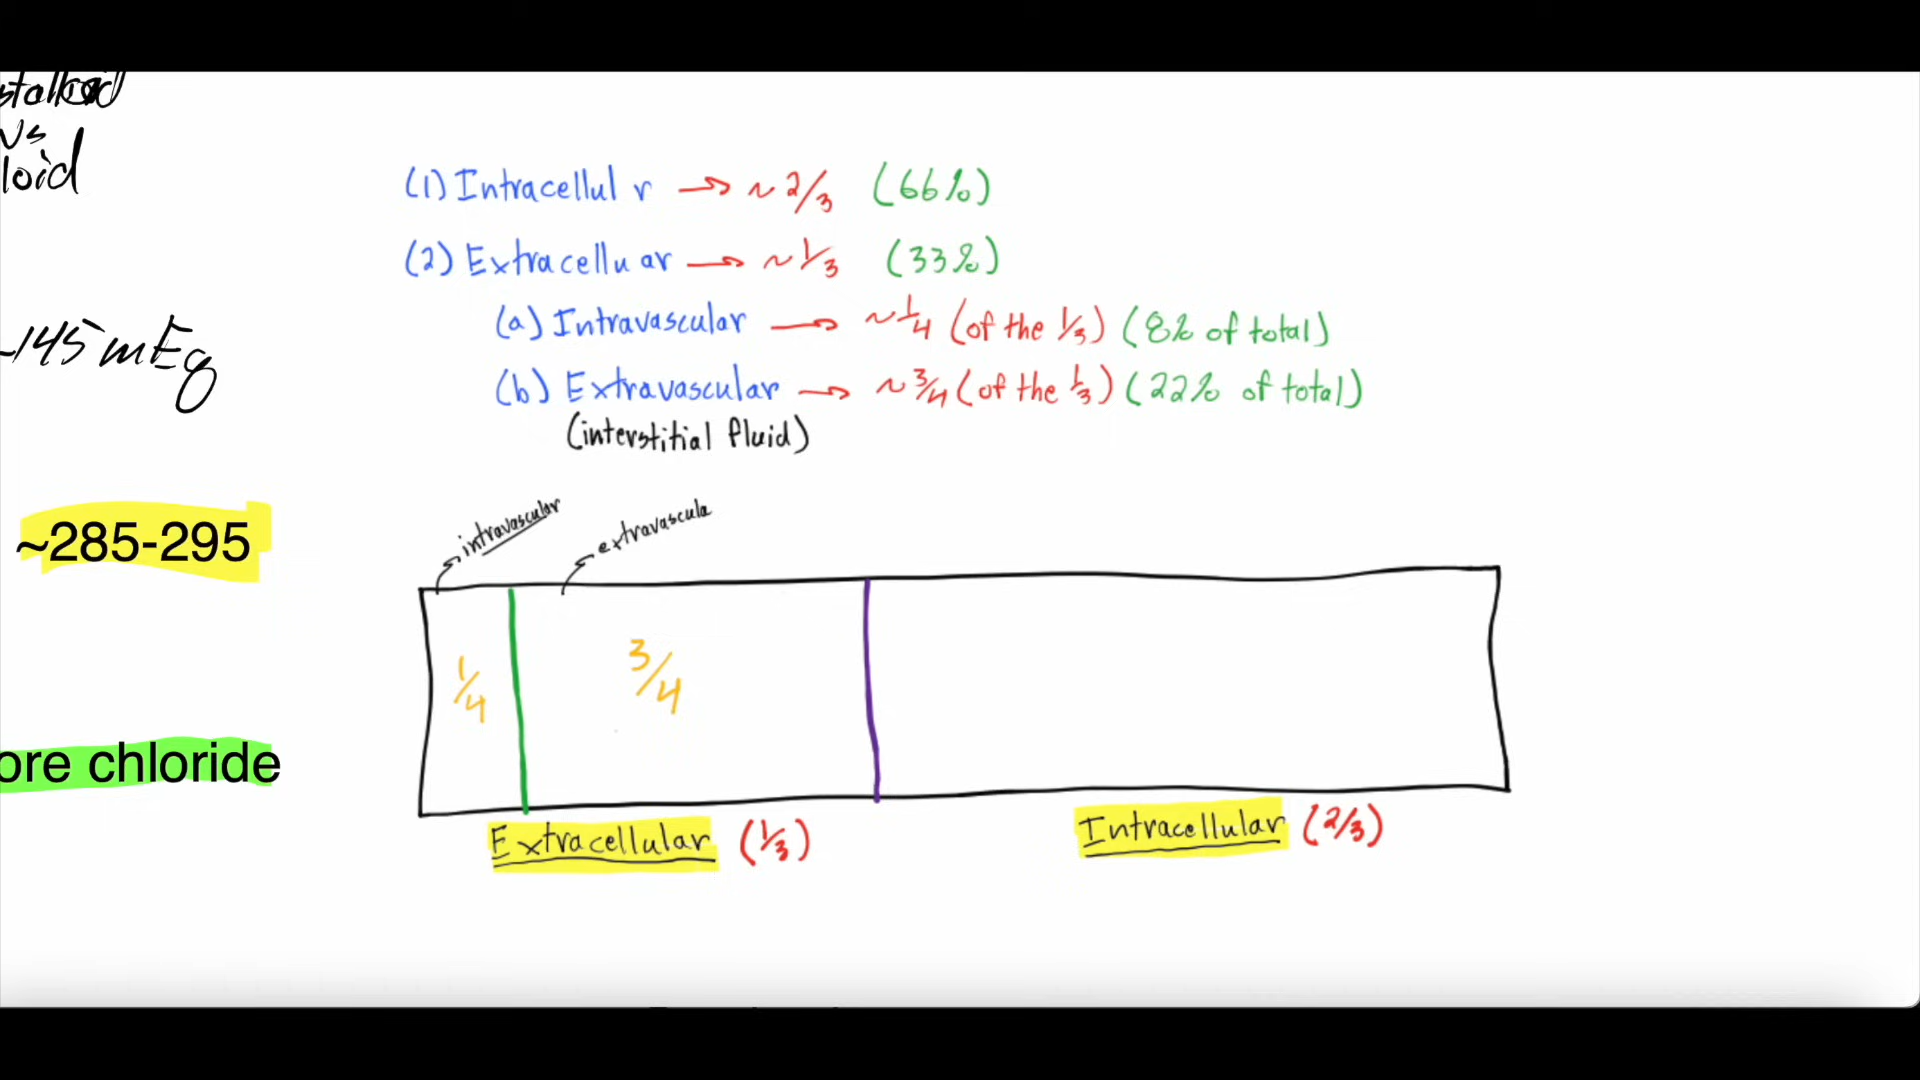 stalloid
vs
loid
~145 mEq
~285-295
ore chloride
(1) Intracellul r → ~ 2/3 (66%)
(2) Extracellu ar → ~ 1/3 (33%)
(a) Intravascular → ~ 1/4 (of the 1/3) (8% of total)
(b) Extravascular → ~ 3/4 (of the 1/3) (22% of total)
(interstitial fluid)
intravascular
extravascula
1/4
3/4
Extracellular (1/3)
Intracellular (2/3)